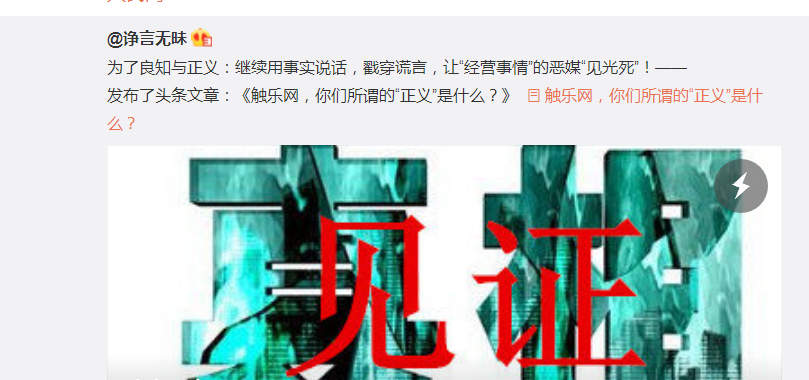 @诤言无昧
为了良知与正义：继续用事实说话，戳穿谎言，让“经营事情”的恶媒“见光死”！——
发布了头条文章：《触乐网，你们所谓的“正义”是什么？》 触乐网，你们所谓的“正义”是什
么？
真相
见证